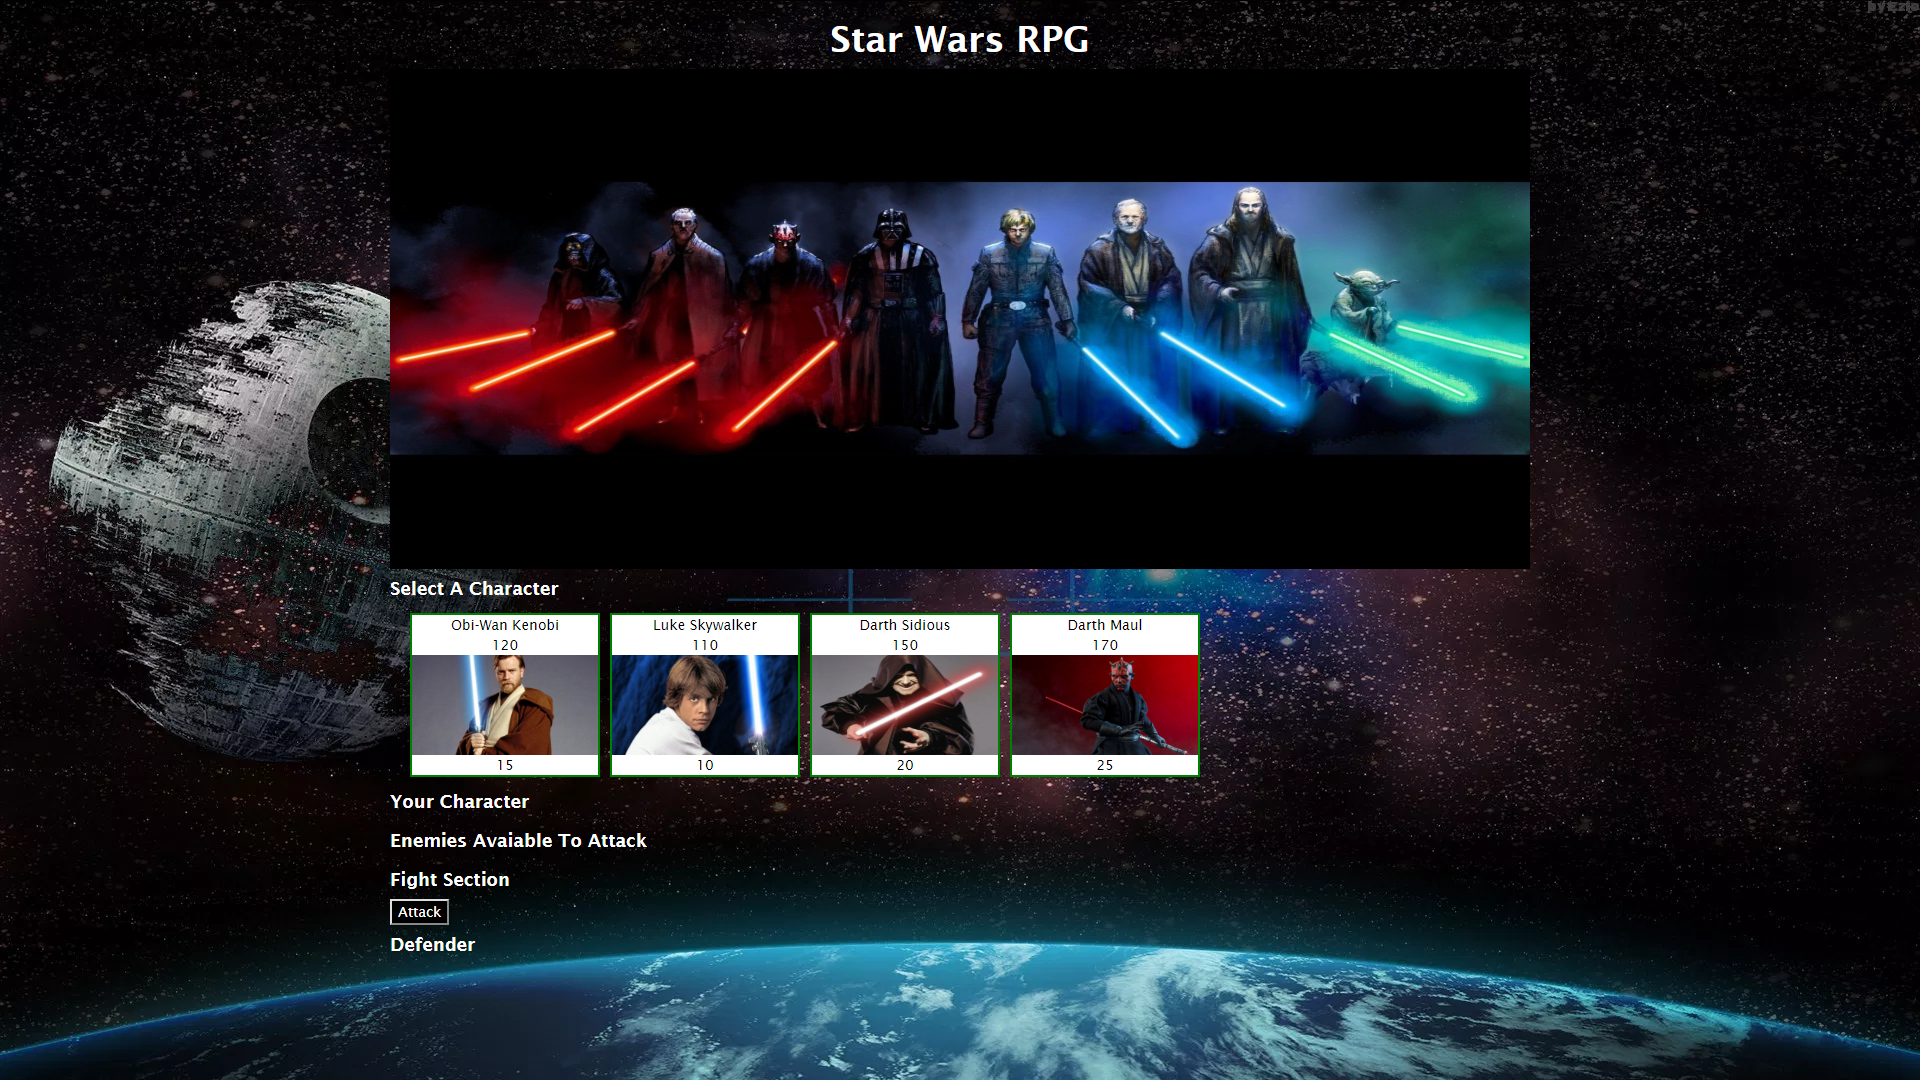 Star Wars RPG
Select A Character
Obi-Wan Kenobi
120
15
Luke Skywalker
110
10
Darth Sidious
150
20
Darth Maul
170
25
Your Character
Enemies Avaiable To Attack
Fight Section
Attack
Defender